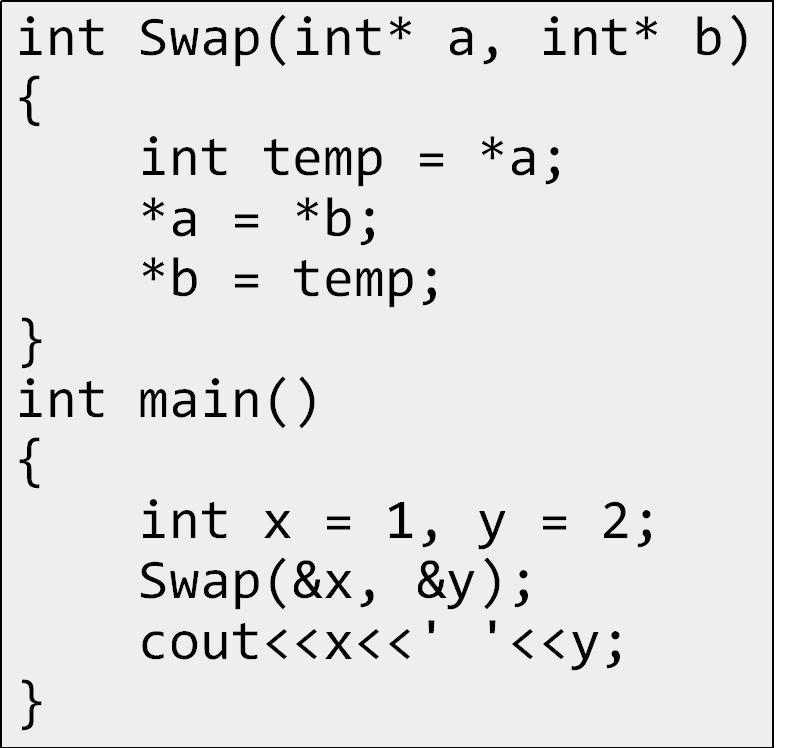 int Swap(int* a, int* b)
{
    int temp = *a;
    *a = *b;
    *b = temp;
}
int main()
{
    int x = 1, y = 2;
    Swap(&x, &y);
    cout<<x<<' '<<y;
}